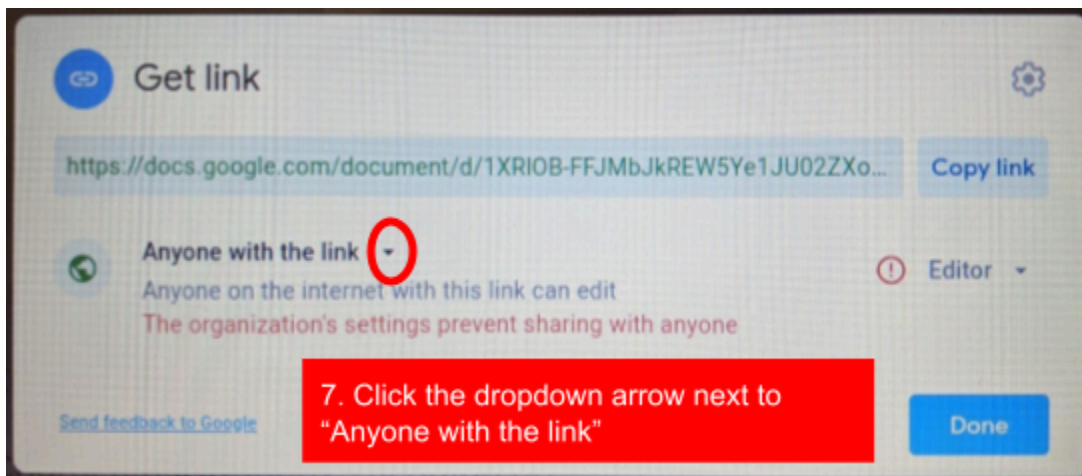 Get link
https://docs.google.com/document/d/1XRIOB-FFJMbJkREW5Ye1JU02ZXo...
Copy link
Anyone with the link
Anyone on the internet with this link can edit
Editor
The organization's settings prevent sharing with anyone
7. Click the dropdown arrow next to
“Anyone with the link”
Send feedback to Google
Done